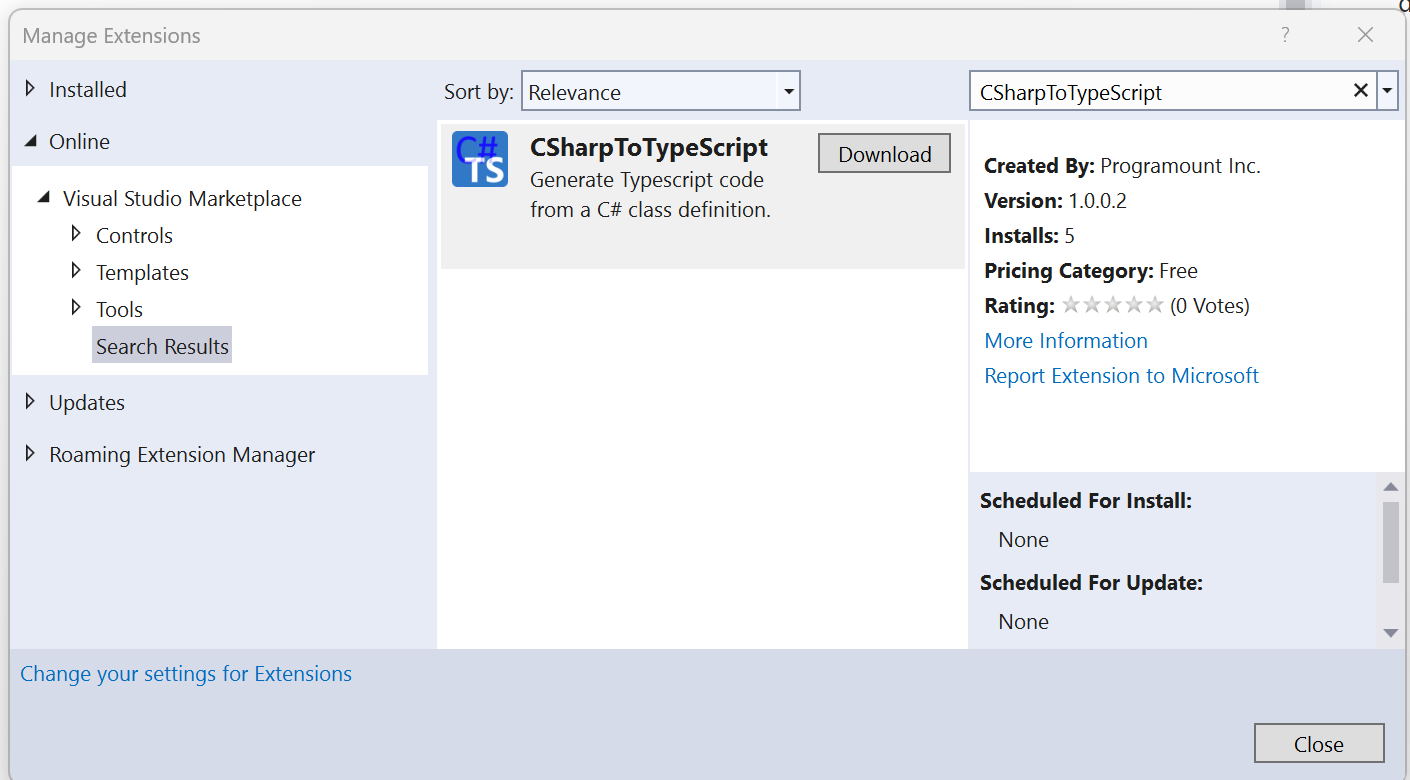 Manage Extensions
?
Installed
Online
Visual Studio Marketplace
Controls
Templates
Tools
Search Results
Updates
Roaming Extension Manager
Sort by: Relevance
CSharpToTypeScript
C#
TS
CSharpToTypeScript
Download
Generate Typescript code
from a C# class definition.
Created By: Programount Inc.
Version: 1.0.0.2
Installs: 5
Pricing Category: Free
Rating: (0 Votes)
More Information
Report Extension to Microsoft
Scheduled For Install:
None
Scheduled For Update:
None
Change your settings for Extensions
Close